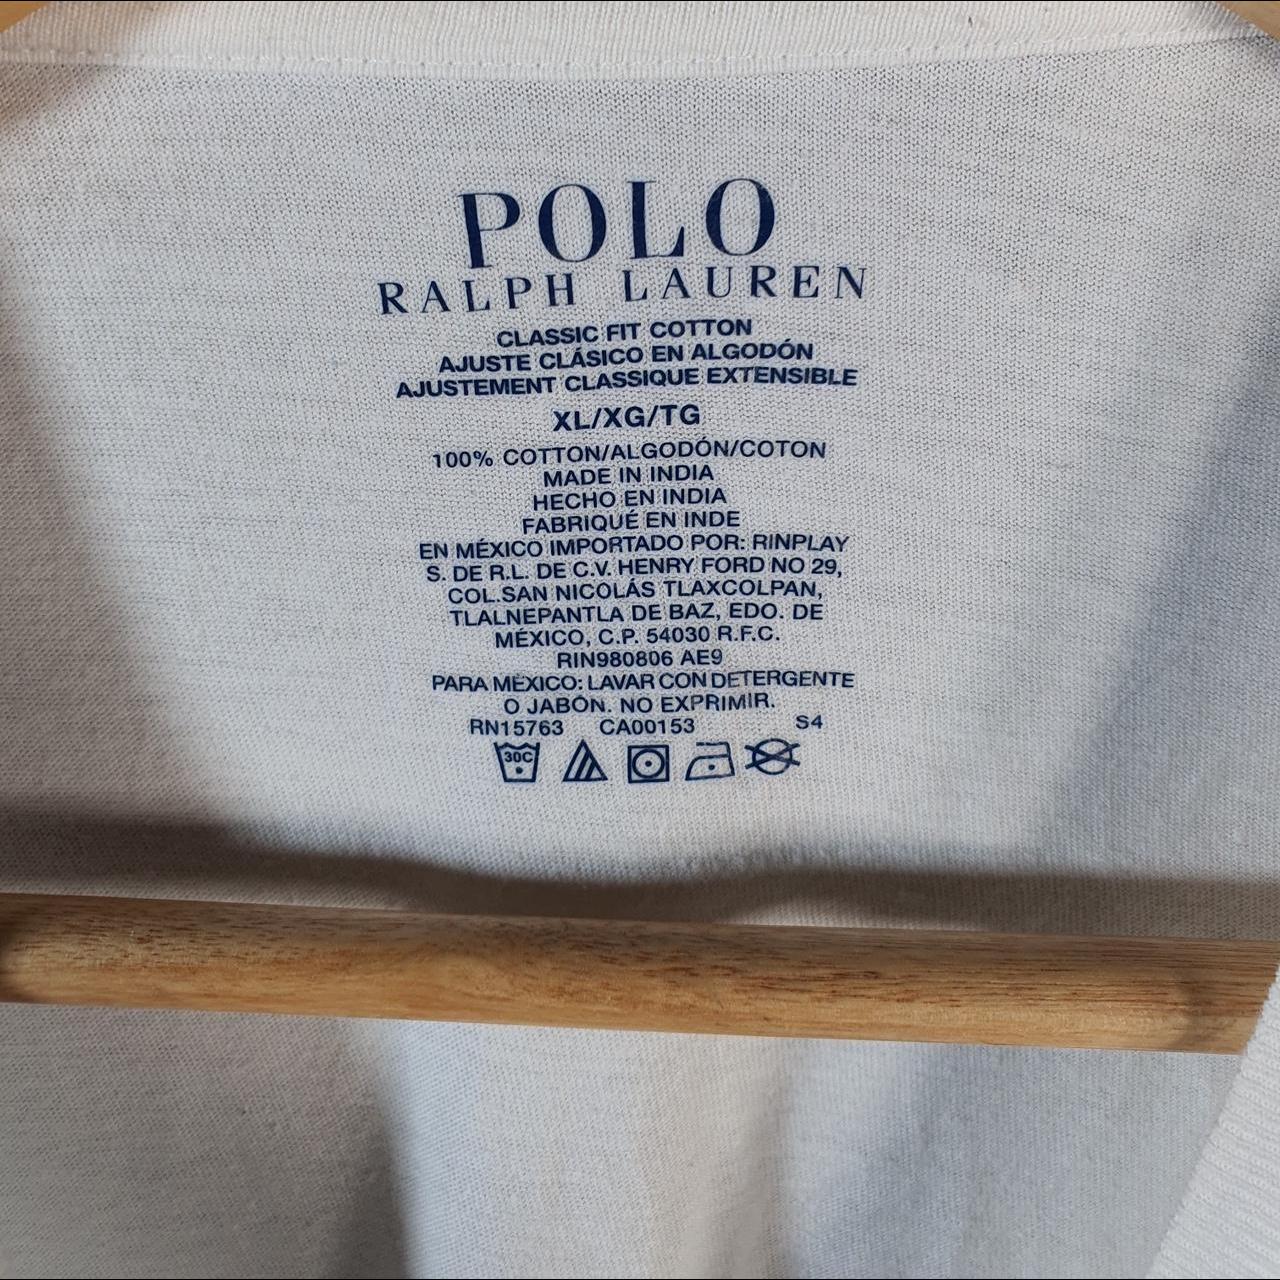 POLO
RALPH LAUREN
CLASSIC FIT COTTON
AJUSTE CLÁSICO EN ALGODÓN
AJUSTEMENT CLASSIQUE EXTENSIBLE
XL/XG/TG
100% COTTON/ALGODÓN/COTON
MADE IN INDIA
HECHO EN INDIA
FABRIQUÉ EN INDE
EN MÉXICO IMPORTADO POR: RINPLAY
S. DE R.L. DE C.V. HENRY FORD NO 29,
COL.SAN NICOLÁS TLAXCOLPAN,
TLALNEPANTLA DE BAZ, EDO. DE
MÉXICO, C.P. 54030 R.F.C.
RIN980806 AE9
PARA MÉXICO: LAVAR CON DETERGENTE
O JABÓN. NO EXPRIMIR.
RN15763 CA00153 S4
30C